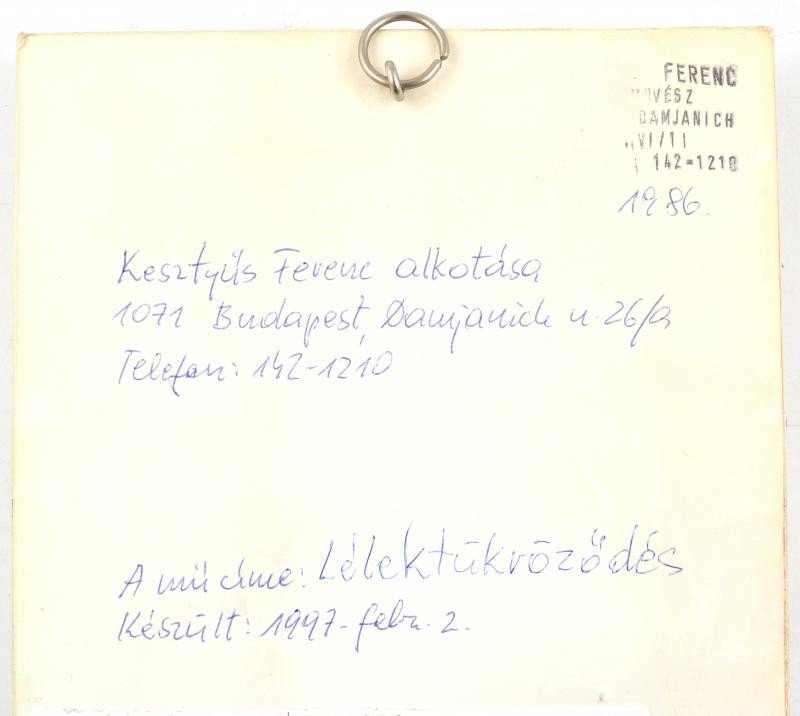 FERENC
DAMJANICH
VI/11
142-1210
1986.
Kesztyűs Ferenc alkotása
1071 Budapest, Damjanich u. 26/a
Telefon: 142-1210
A mű címe: Lélektükröződés
Készült: 1997. febr. 2.